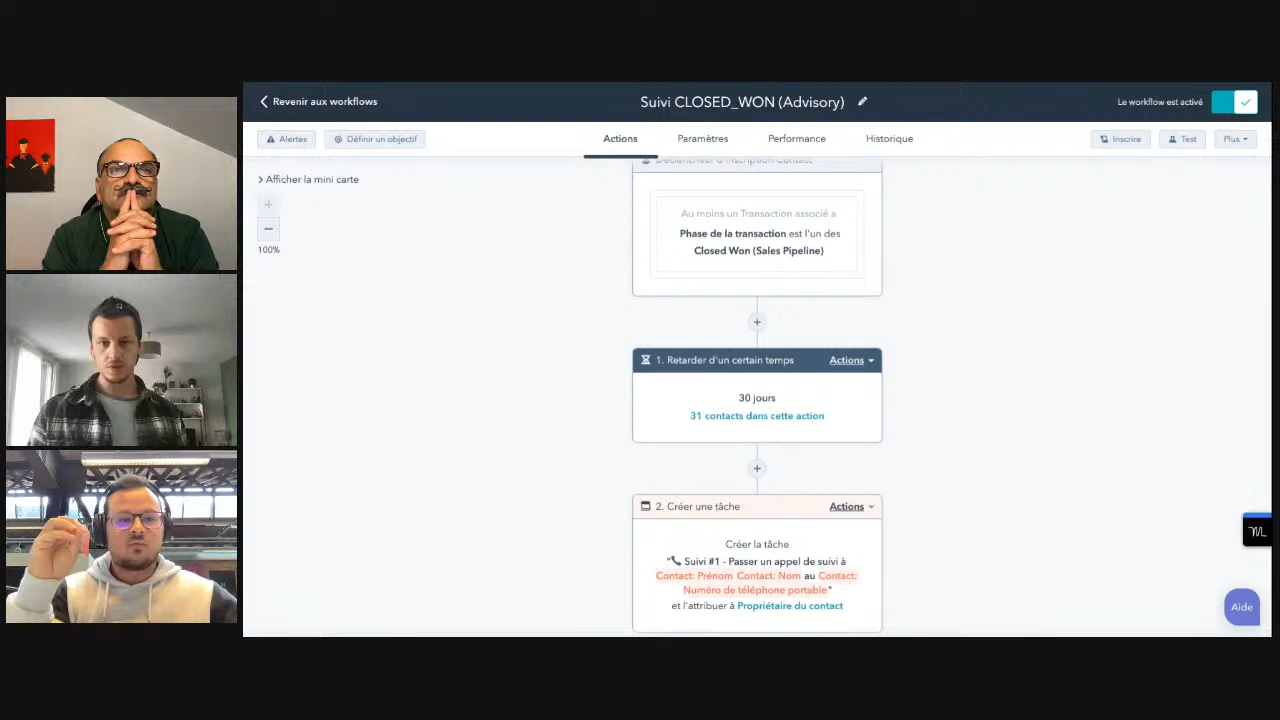 Revenir aux workflows
Suivi CLOSED_WON (Advisory)
Le workflow est activé
Alertes
Définir un objectif
Actions
Paramètres
Performance
Historique
Inscrire
Test
Plus
Afficher la mini carte
+
−
100%
Déclencheur d'inscription Contact
Au moins un Transaction associé a
Phase de la transaction est l'un des
Closed Won (Sales Pipeline)
+
1. Retarder d'un certain temps Actions
30 jours
31 contacts dans cette action
+
2. Créer une tâche Actions
Créer la tâche
"📞 Suivi #1 - Passer un appel de suivi à
Contact: Prénom Contact: Nom au Contact:
Numéro de téléphone portable"
et l'attribuer à Propriétaire du contact
Aide